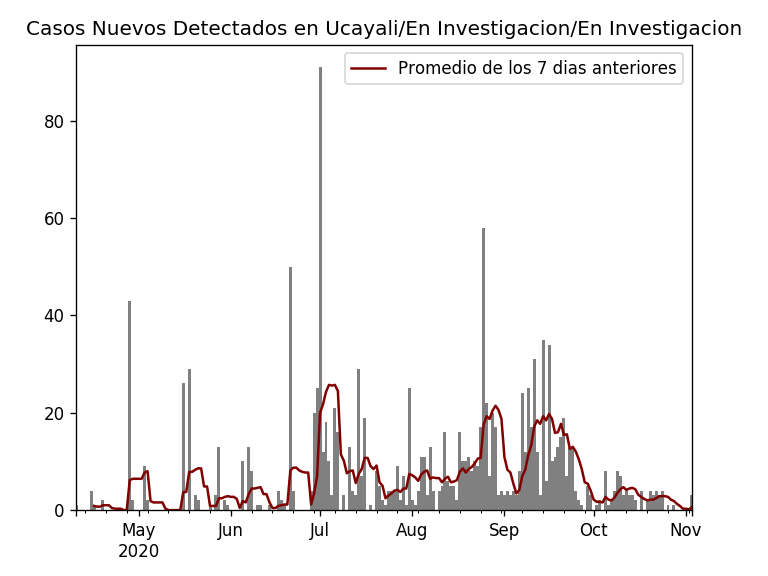 Casos Nuevos Detectados en Ucayali/En Investigacion/En Investigacion
Promedio de los 7 dias anteriores
80
60
40
20
0
May Jun Jul Aug Sep Oct Nov
2020